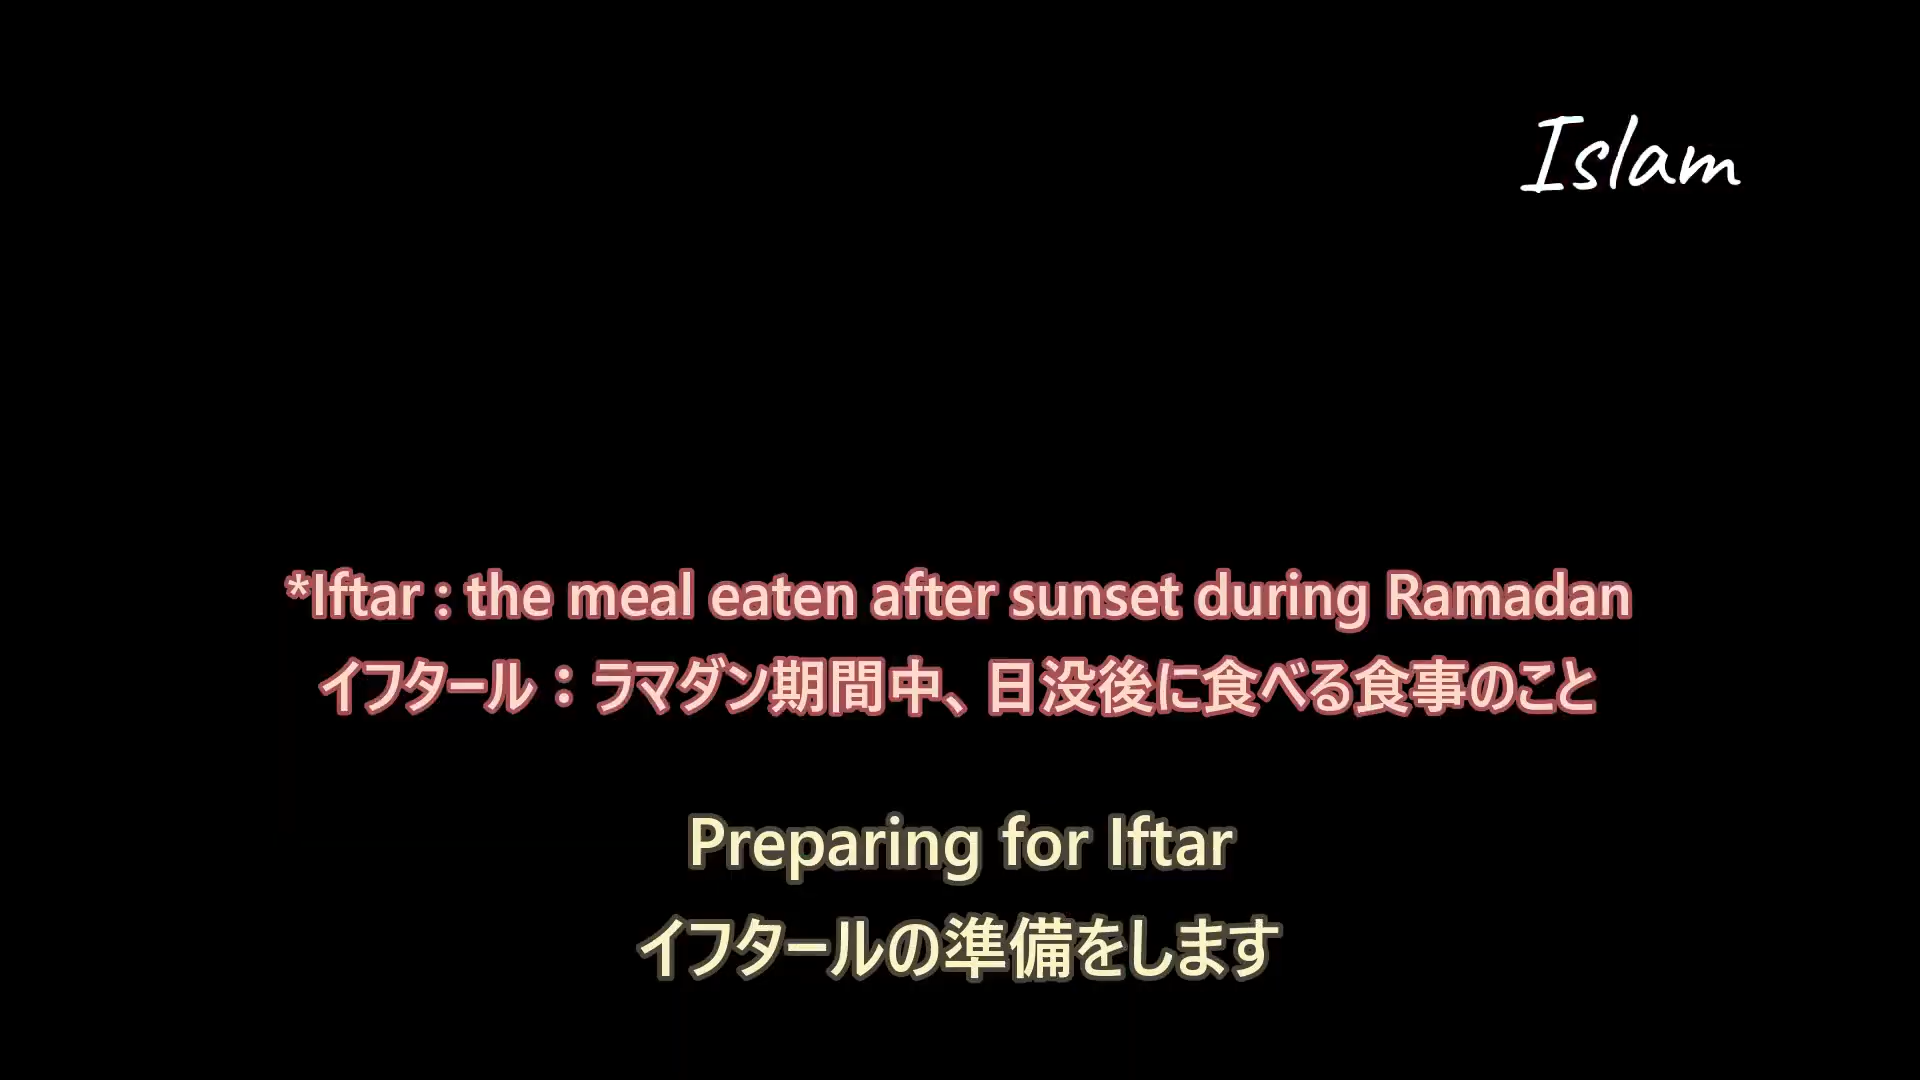 Islam
*Iftar : the meal eaten after sunset during Ramadan
イフタール：ラマダン期間中、日没後に食べる食事のこと
Preparing for Iftar
イフタールの準備をします